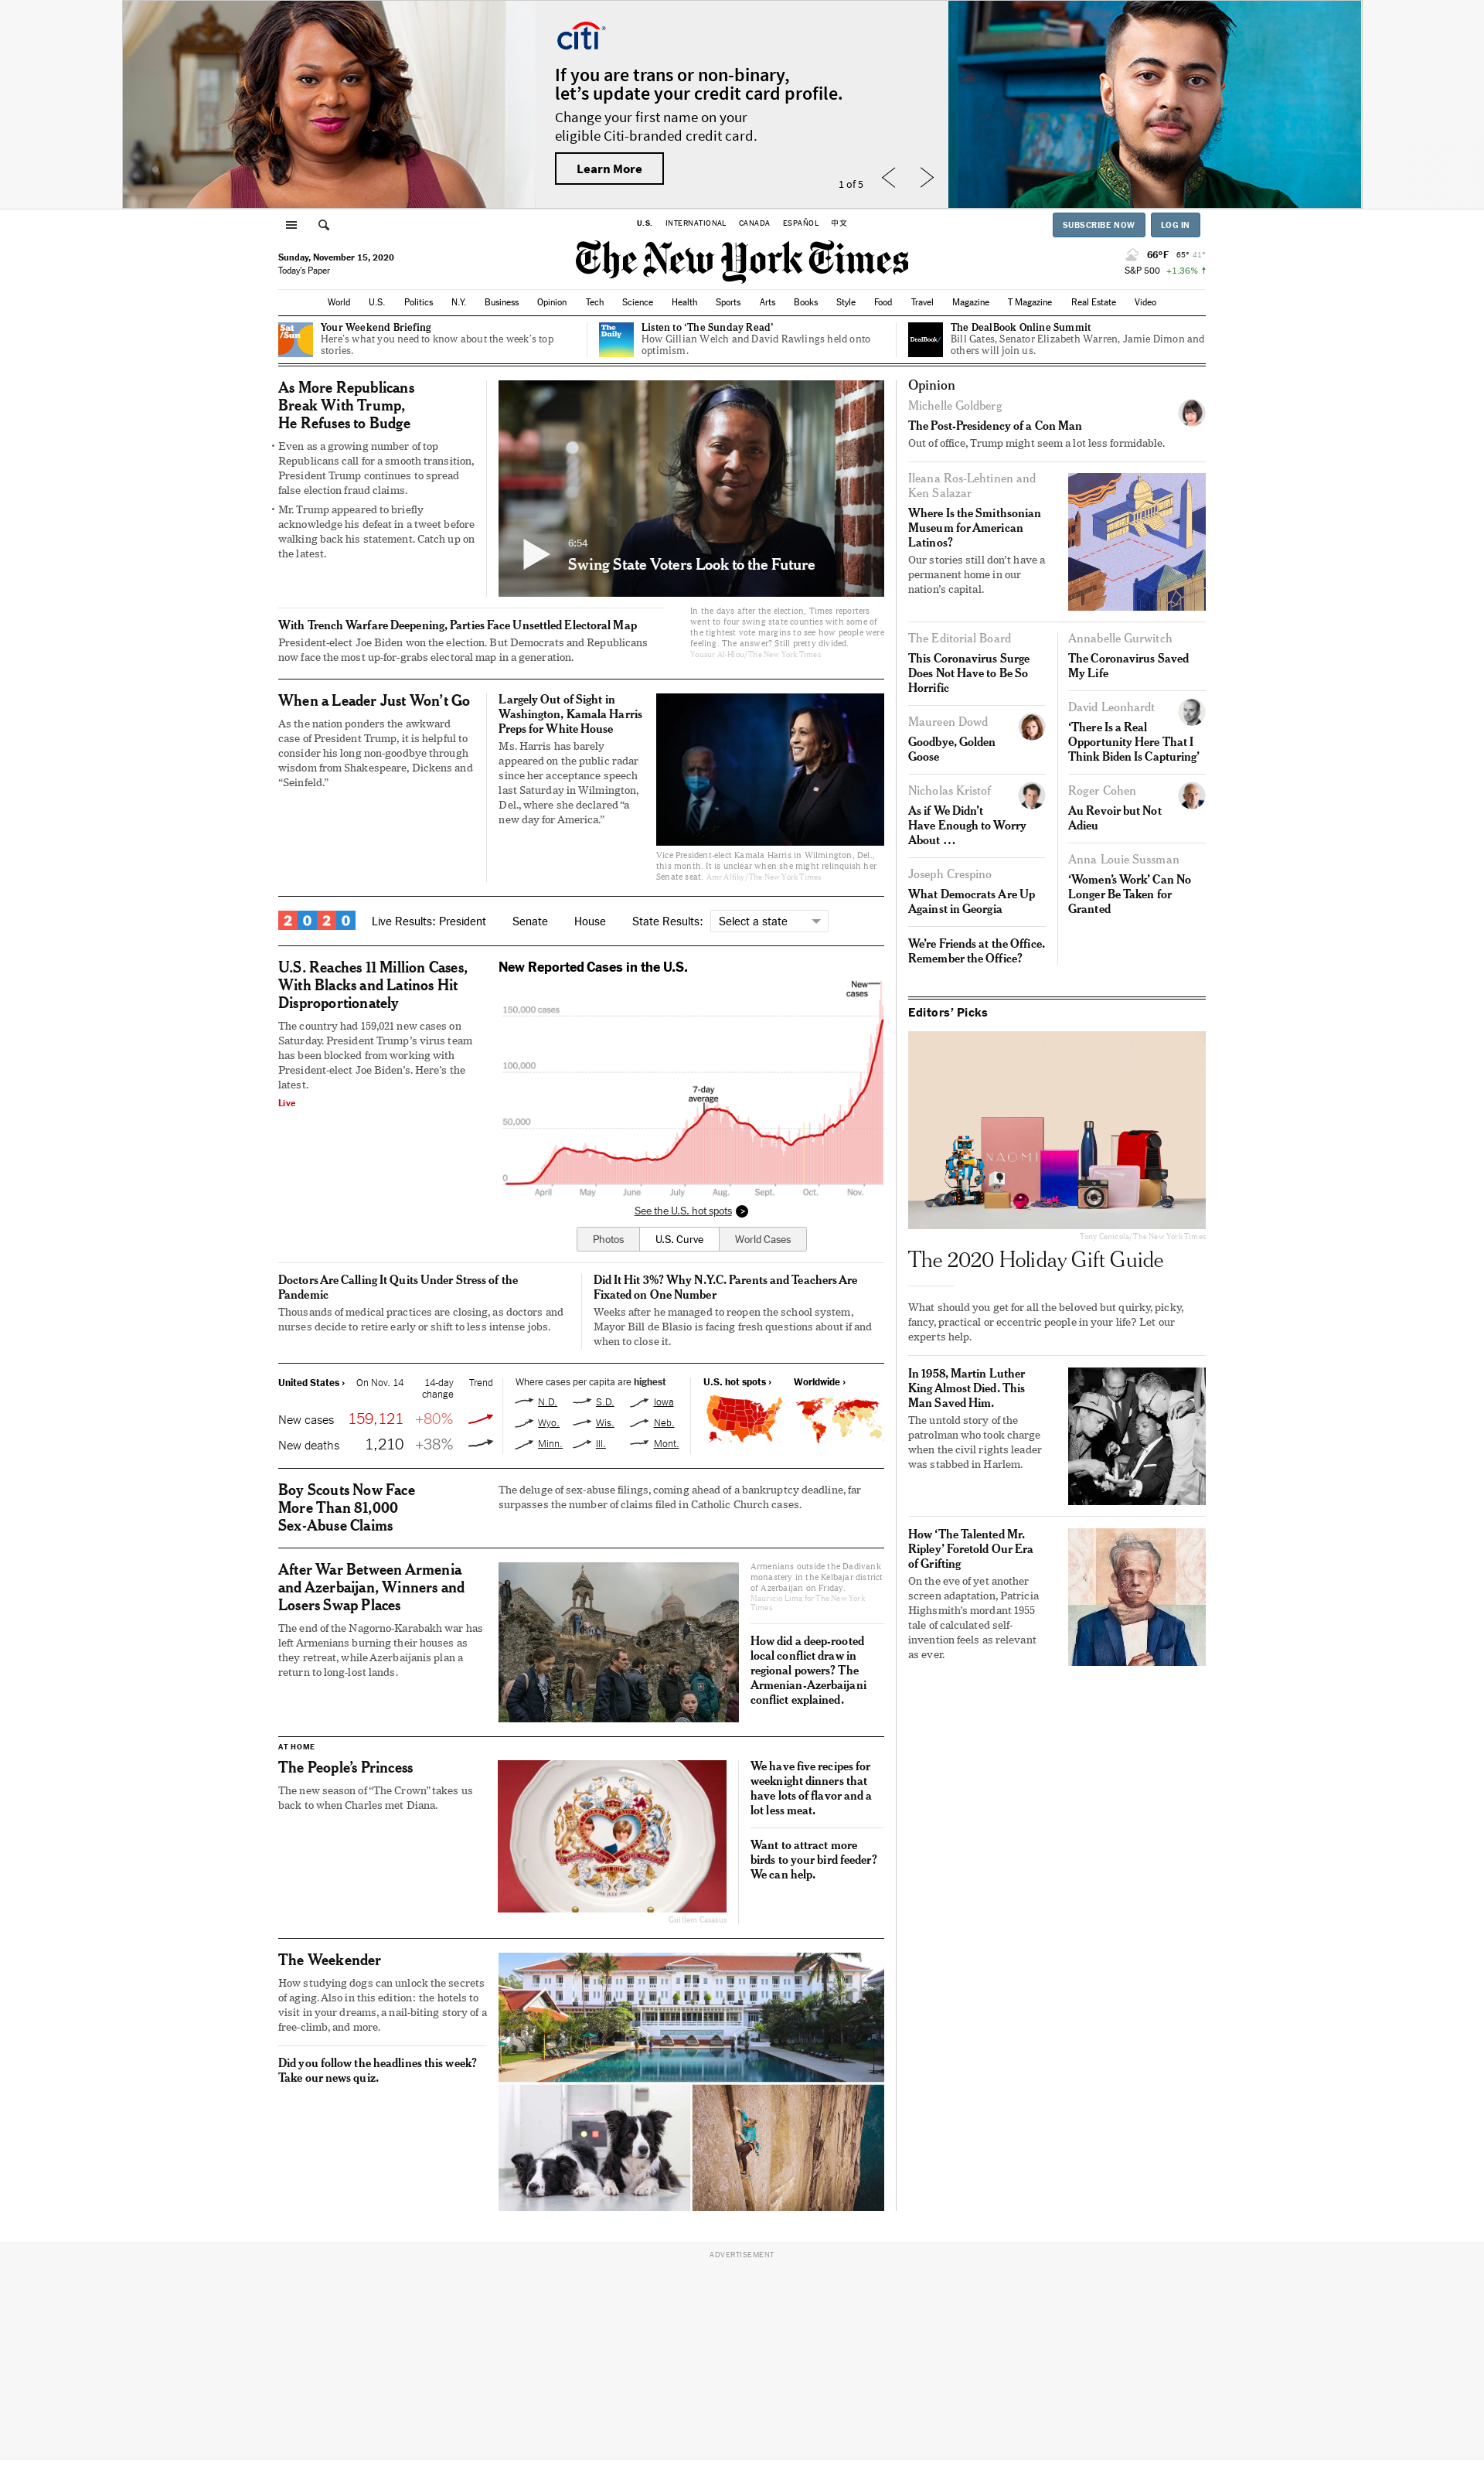 citi
If you are trans or non-binary,
let’s update your credit card profile.
Change your first name on your
eligible Citi-branded credit card.
Learn More
1 of 5
U.S. INTERNATIONAL CANADA ESPAÑOL 中文
SUBSCRIBE NOW LOG IN
Sunday, November 15, 2020
Today’s Paper
The New York Times
66°F 65° 41°
S&P 500 +1.36%
World U.S. Politics N.Y. Business Opinion Tech Science Health Sports Arts Books Style Food Travel Magazine T Magazine Real Estate Video
Sat
/Sun
Your Weekend Briefing
Here’s what you need to know about the week’s top
stories.
The
Daily
Listen to ‘The Sunday Read’
How Gillian Welch and David Rawlings held onto
optimism.
DealBook/
The DealBook Online Summit
Bill Gates, Senator Elizabeth Warren, Jamie Dimon and
others will join us.
As More Republicans
Break With Trump,
He Refuses to Budge
• Even as a growing number of top
Republicans call for a smooth transition,
President Trump continues to spread
false election fraud claims.
• Mr. Trump appeared to briefly
acknowledge his defeat in a tweet before
walking back his statement. Catch up on
the latest.
6:54
Swing State Voters Look to the Future
With Trench Warfare Deepening, Parties Face Unsettled Electoral Map
President-elect Joe Biden won the election. But Democrats and Republicans
now face the most up-for-grabs electoral map in a generation.
In the days after the election, Times reporters
went to four swing state counties with some of
the tightest vote margins to see how people were
feeling. The answer? Still pretty divided.
Yousur Al-Hlou/The New York Times
When a Leader Just Won’t Go
As the nation ponders the awkward
case of President Trump, it is helpful to
consider his long non-goodbye through
wisdom from Shakespeare, Dickens and
“Seinfeld.”
Largely Out of Sight in
Washington, Kamala Harris
Preps for White House
Ms. Harris has barely
appeared on the public radar
since her acceptance speech
last Saturday in Wilmington,
Del., where she declared “a
new day for America.”
Vice President-elect Kamala Harris in Wilmington, Del.,
this month. It is unclear when she might relinquish her
Senate seat. Amr Alfiky/The New York Times
2020
Live Results: President Senate House State Results: Select a state
U.S. Reaches 11 Million Cases,
With Blacks and Latinos Hit
Disproportionately
The country had 159,021 new cases on
Saturday. President Trump’s virus team
has been blocked from working with
President-elect Joe Biden’s. Here’s the
latest.
Live
New Reported Cases in the U.S.
New
cases
150,000 cases
100,000
7-day
average
50,000
0
April May June July Aug. Sept. Oct. Nov.
See the U.S. hot spots
Photos U.S. Curve World Cases
Doctors Are Calling It Quits Under Stress of the
Pandemic
Thousands of medical practices are closing, as doctors and
nurses decide to retire early or shift to less intense jobs.
Did It Hit 3%? Why N.Y.C. Parents and Teachers Are
Fixated on One Number
Weeks after he managed to reopen the school system,
Mayor Bill de Blasio is facing fresh questions about if and
when to close it.
United States › On Nov. 14 14-day
change Trend
New cases 159,121 +80%
New deaths 1,210 +38%
Where cases per capita are highest
N.D. S.D. Iowa
Wyo. Wis. Neb.
Minn. Ill. Mont.
U.S. hot spots › Worldwide ›
Boy Scouts Now Face
More Than 81,000
Sex-Abuse Claims
The deluge of sex-abuse filings, coming ahead of a bankruptcy deadline, far
surpasses the number of claims filed in Catholic Church cases.
After War Between Armenia
and Azerbaijan, Winners and
Losers Swap Places
The end of the Nagorno-Karabakh war has
left Armenians burning their houses as
they retreat, while Azerbaijanis plan a
return to long-lost lands.
Armenians outside the Dadivank
monastery in the Kelbajar district
of Azerbaijan on Friday.
Mauricio Lima for The New York
Times
How did a deep-rooted
local conflict draw in
regional powers? The
Armenian-Azerbaijani
conflict explained.
AT HOME
The People’s Princess
The new season of “The Crown” takes us
back to when Charles met Diana.
Guillem Casasus
We have five recipes for
weeknight dinners that
have lots of flavor and a
lot less meat.
Want to attract more
birds to your bird feeder?
We can help.
The Weekender
How studying dogs can unlock the secrets
of aging. Also in this edition: the hotels to
visit in your dreams, a nail-biting story of a
free-climb, and more.
Did you follow the headlines this week?
Take our news quiz.
Opinion
Michelle Goldberg
The Post-Presidency of a Con Man
Out of office, Trump might seem a lot less formidable.
Ileana Ros-Lehtinen and
Ken Salazar
Where Is the Smithsonian
Museum for American
Latinos?
Our stories still don’t have a
permanent home in our
nation’s capital.
The Editorial Board
This Coronavirus Surge
Does Not Have to Be So
Horrific
Maureen Dowd
Goodbye, Golden
Goose
Nicholas Kristof
As if We Didn’t
Have Enough to Worry
About …
Joseph Crespino
What Democrats Are Up
Against in Georgia
We’re Friends at the Office.
Remember the Office?
Annabelle Gurwitch
The Coronavirus Saved
My Life
David Leonhardt
‘There Is a Real
Opportunity Here That I
Think Biden Is Capturing’
Roger Cohen
Au Revoir but Not
Adieu
Anna Louie Sussman
‘Women’s Work’ Can No
Longer Be Taken for
Granted
Editors’ Picks
NAOMI
Tony Cenicola/The New York Times
The 2020 Holiday Gift Guide
What should you get for all the beloved but quirky, picky,
fancy, practical or eccentric people in your life? Let our
experts help.
In 1958, Martin Luther
King Almost Died. This
Man Saved Him.
The untold story of the
patrolman who took charge
when the civil rights leader
was stabbed in Harlem.
How ‘The Talented Mr.
Ripley’ Foretold Our Era
of Grifting
On the eve of yet another
screen adaptation, Patricia
Highsmith’s mordant 1955
tale of calculated self-
invention feels as relevant
as ever.
ADVERTISEMENT